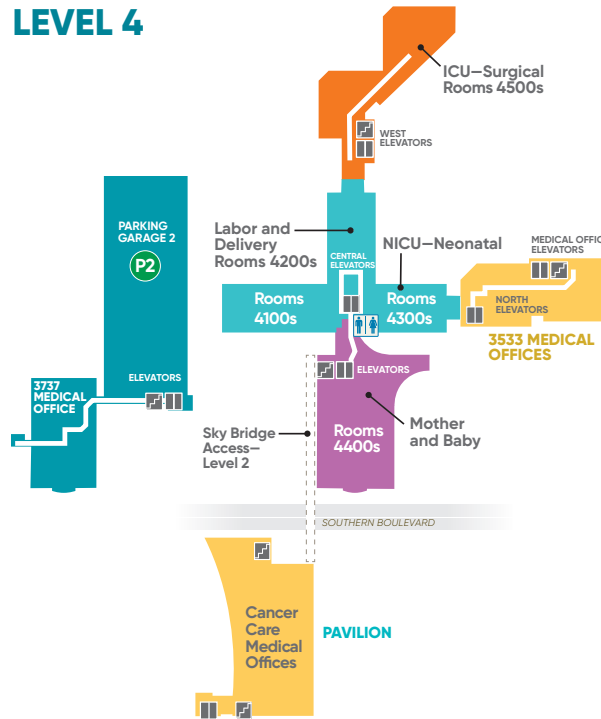 LEVEL 4
ICU—Surgical
Rooms 4500s
WEST
ELEVATORS
PARKING
GARAGE 2
P2
Labor and
Delivery
Rooms 4200s
CENTRAL
ELEVATORS
NICU—Neonatal
MEDICAL OFFICE
ELEVATORS
Rooms
4100s
Rooms
4300s
NORTH
ELEVATORS
3533 MEDICAL
OFFICES
ELEVATORS
3737
MEDICAL
OFFICE
ELEVATORS
Sky Bridge
Access—
Level 2
Rooms
4400s
Mother
and Baby
SOUTHERN BOULEVARD
Cancer
Care
Medical
Offices
PAVILION